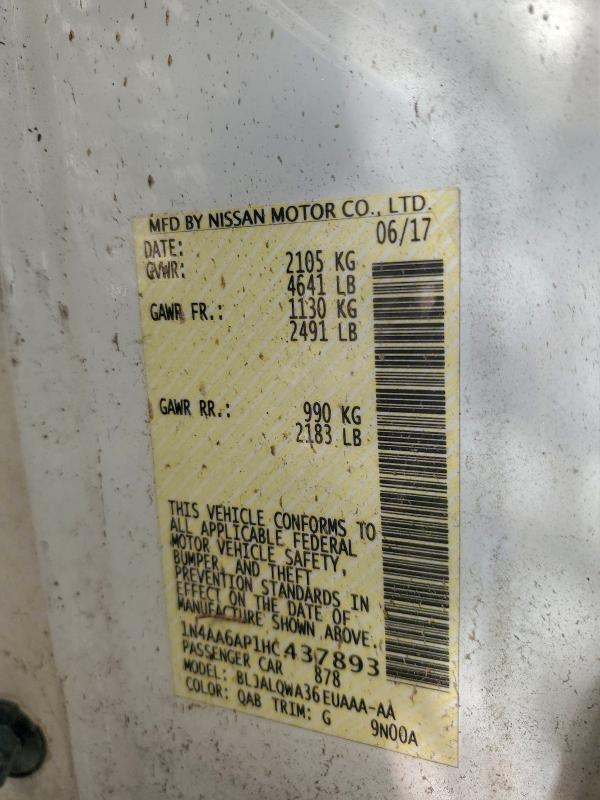 MFD BY NISSAN MOTOR CO., LTD.
DATE: 06/17
GVWR: 2105 KG
4641 LB
GAWR FR.: 1130 KG
2491 LB
GAWR RR.: 990 KG
2183 LB
THIS VEHICLE CONFORMS TO
ALL APPLICABLE FEDERAL
MOTOR VEHICLE SAFETY,
BUMPER, AND THEFT
PREVENTION STANDARDS IN
EFFECT ON THE DATE OF
MANUFACTURE SHOWN ABOVE.
1N4AA6AP1HC437893
PASSENGER CAR 878
MODEL: BLJALQWA36EUAAA-AA
COLOR: QAB TRIM: G 9N00A